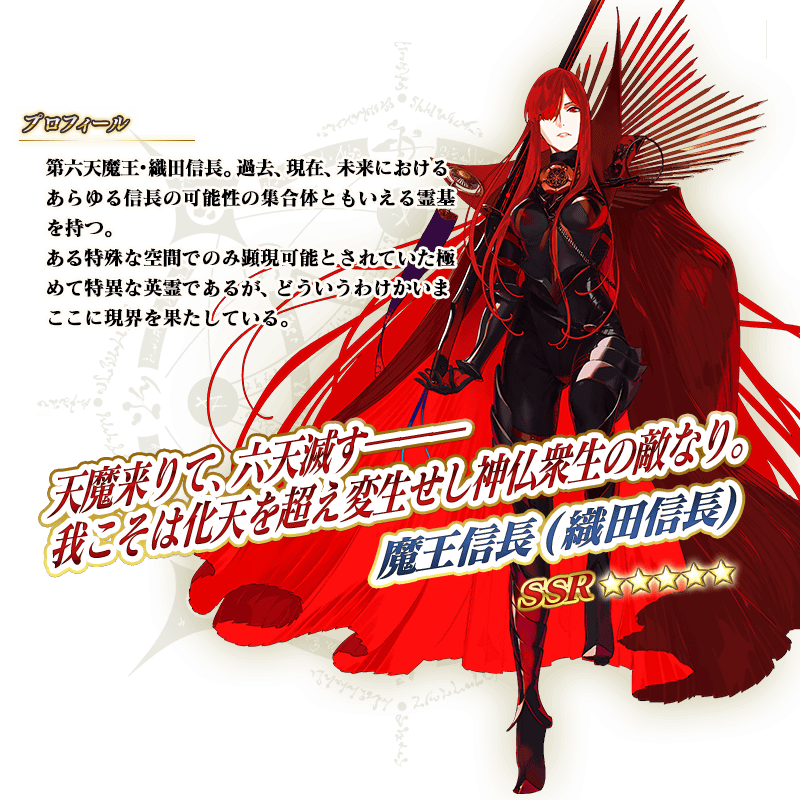 プロフィール
第六天魔王・織田信長。過去、現在、未来における
あらゆる信長の可能性の集合体ともいえる霊基
を持つ。
ある特殊な空間でのみ顕現可能とされていた極
めて特異な英霊であるが、どういうわけかいま
ここに現界を果たしている。
天魔来りて、六天滅す――
我こそは化天を超え変生せし神仏衆生の敵なり。
魔王信長（織田信長）
SSR ★★★★★